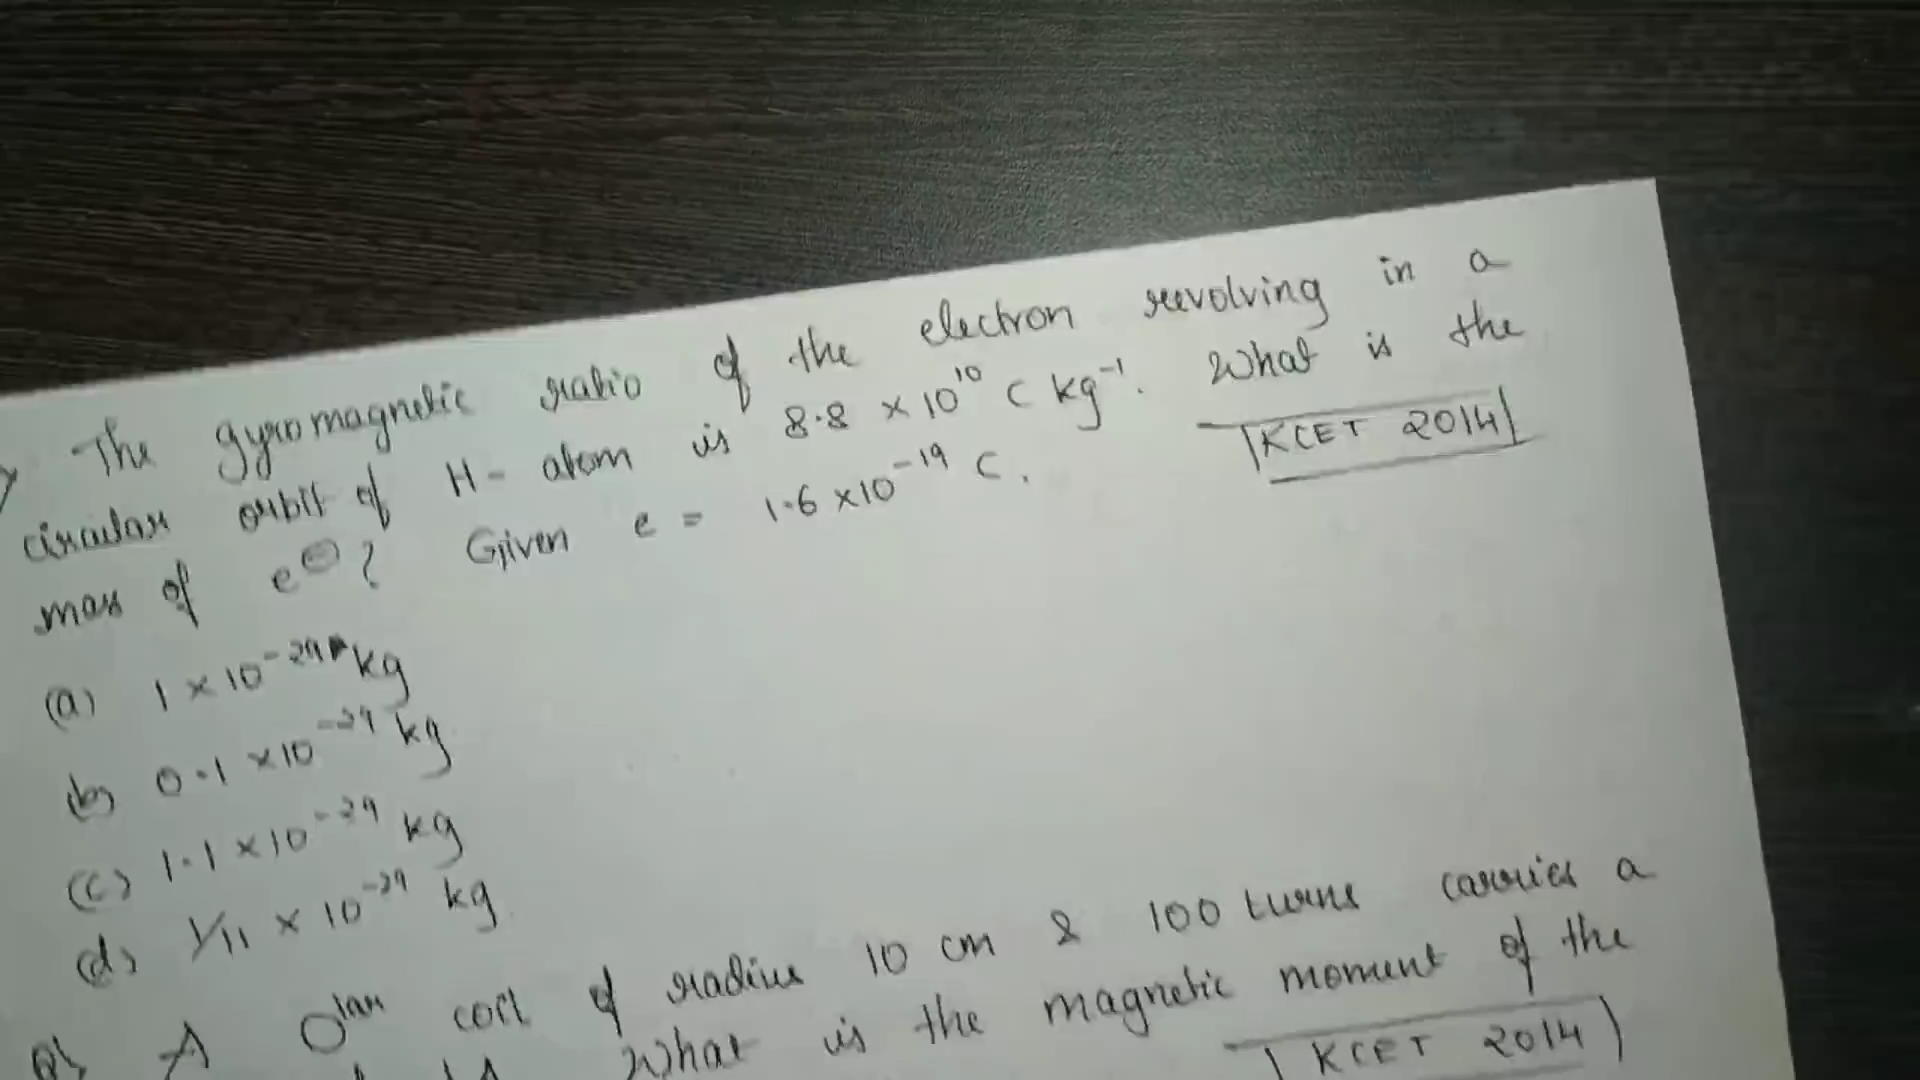 The gyromagnetic ratio of the electron revolving in a
circular orbit of H- atom is 8.8 ×10¹⁰ C kg⁻¹. What is the
mass of e⊖? Given e = 1.6 ×10⁻¹⁹ C.
KCET 2014
(a) 1 × 10⁻²⁹ kg
(b) 0.1 ×10⁻²⁹ kg
(c) 1.1 ×10⁻²⁹ kg
(d) 1/11 × 10⁻²⁹ kg
Q) A Olar coil of radius 10 cm & 100 turns carries a
What is the magnetic moment of the
KCET 2014